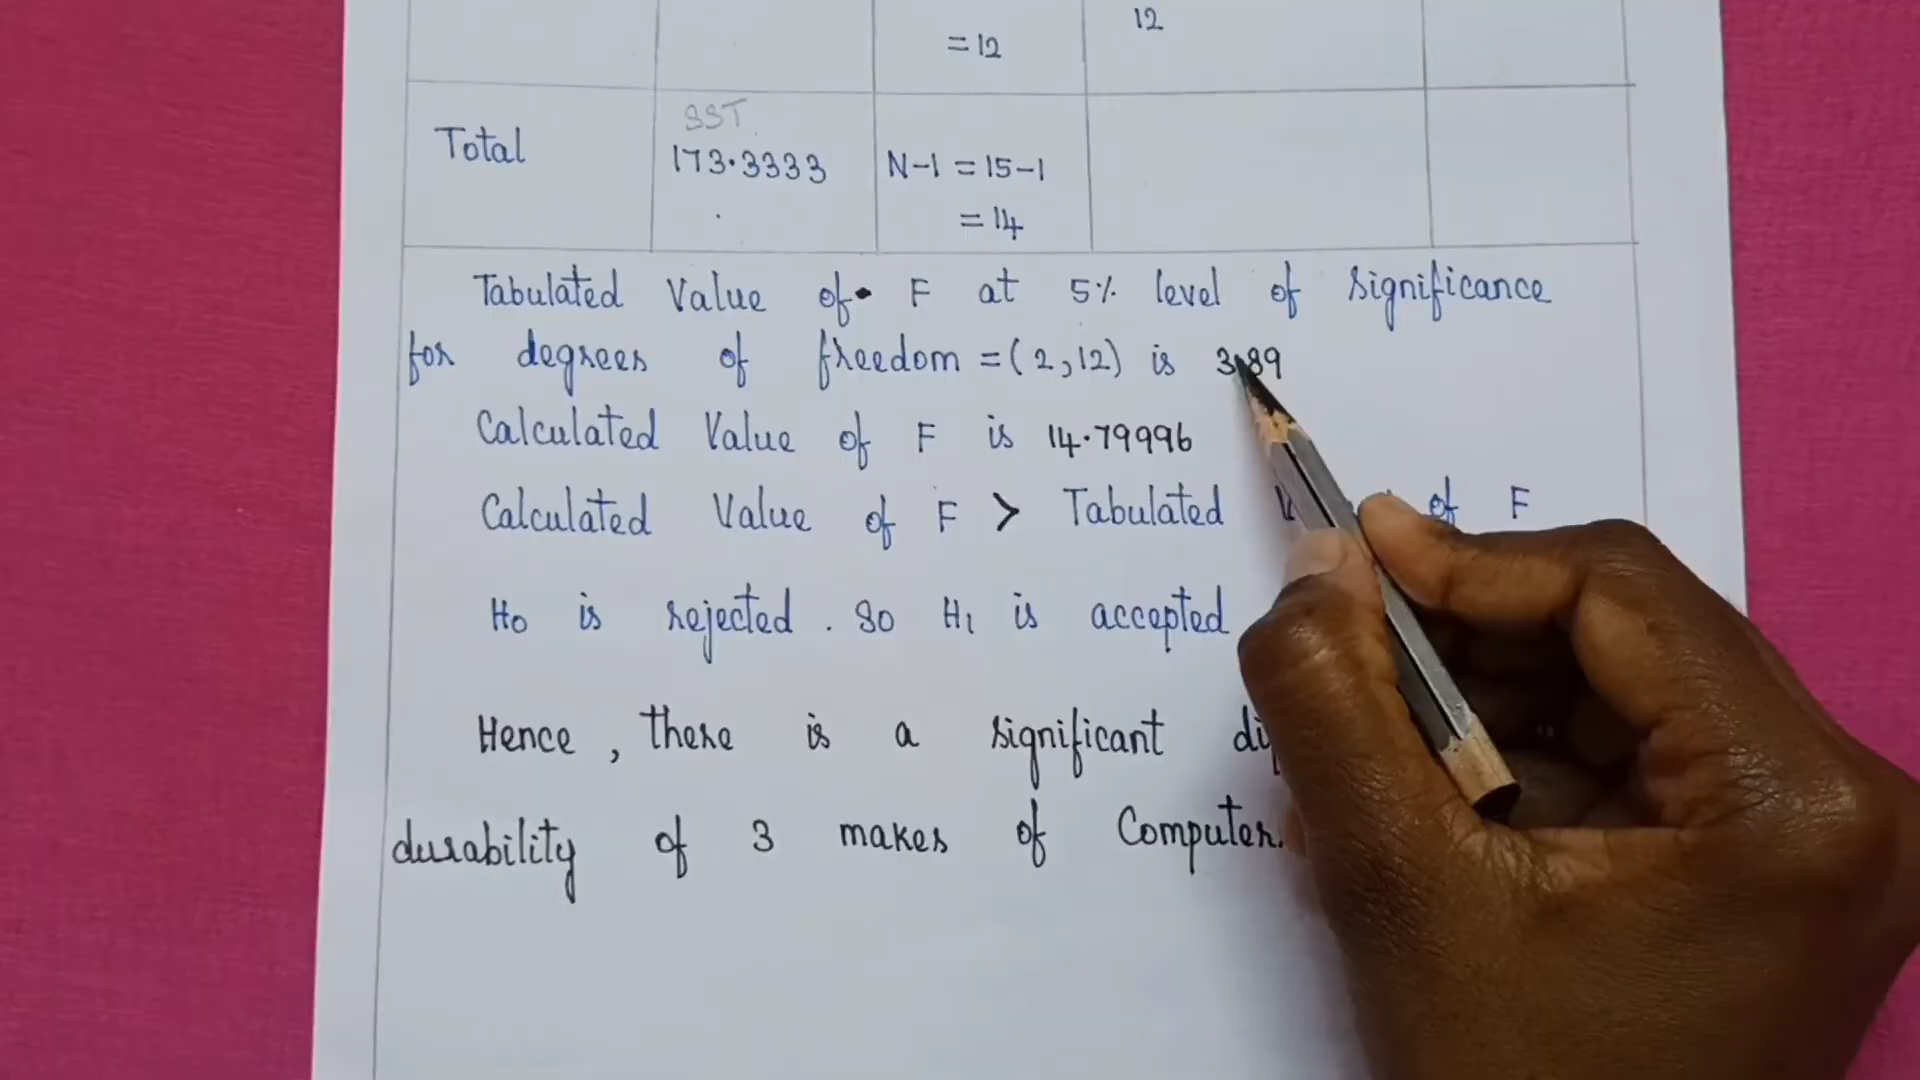 12
= 12
SST
Total
173.3333
N-1 = 15-1
= 14
Tabulated Value of F at 5% level of significance
for degrees of freedom = (2,12) is 3.89
Calculated Value of F is 14.79996
Calculated Value of F > Tabulated of F
H0 is rejected. So H1 is accepted
Hence, there is a significant
durability of 3 makes of Computer.